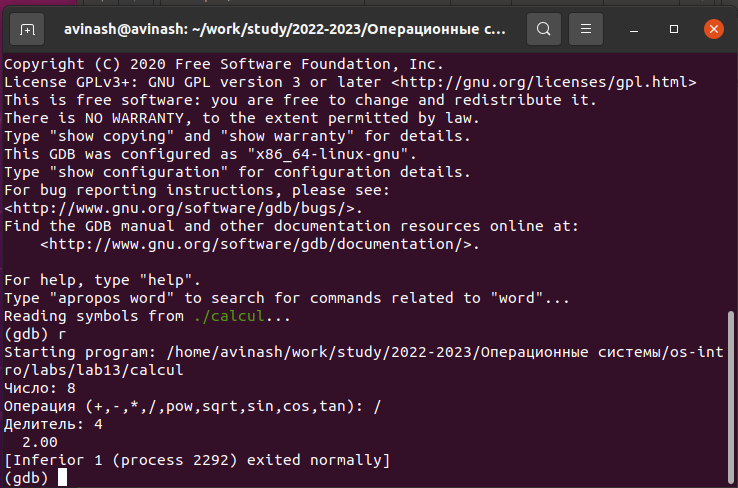 avinash@avinash: ~/work/study/2022-2023/Операционные с...
Copyright (C) 2020 Free Software Foundation, Inc.
License GPLv3+: GNU GPL version 3 or later <http://gnu.org/licenses/gpl.html>
This is free software: you are free to change and redistribute it.
There is NO WARRANTY, to the extent permitted by law.
Type "show copying" and "show warranty" for details.
This GDB was configured as "x86_64-linux-gnu".
Type "show configuration" for configuration details.
For bug reporting instructions, please see:
<http://www.gnu.org/software/gdb/bugs/>.
Find the GDB manual and other documentation resources online at:
    <http://www.gnu.org/software/gdb/documentation/>.
For help, type "help".
Type "apropos word" to search for commands related to "word"...
Reading symbols from ./calcul...
(gdb) r
Starting program: /home/avinash/work/study/2022-2023/Операционные системы/os-int
ro/labs/lab13/calcul
Число: 8
Операция (+,-,*,/,pow,sqrt,sin,cos,tan): /
Делитель: 4
  2.00
[Inferior 1 (process 2292) exited normally]
(gdb)